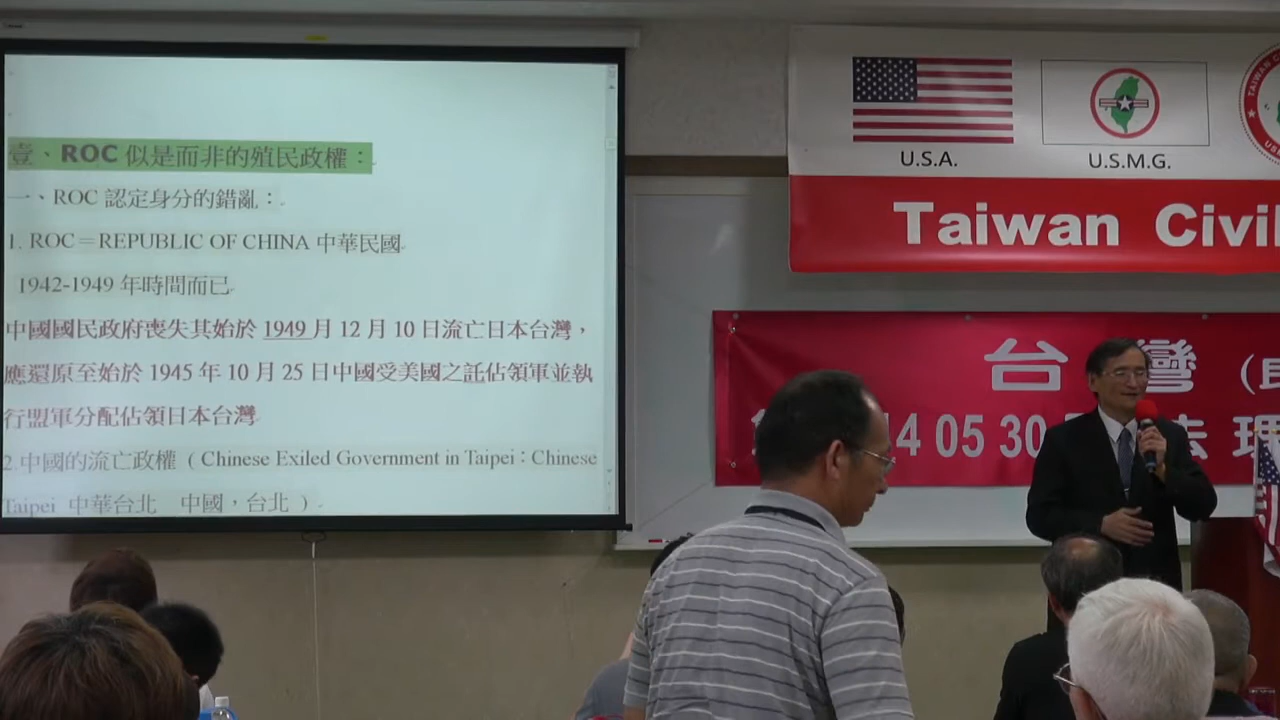 壹、ROC 似是而非的殖民政權：
一、ROC 認定身分的錯亂：
1. ROC＝REPUBLIC OF CHINA 中華民國
1942-1949 年時間而已
中國國民政府喪失其始於 1949 月 12 月 10 日流亡日本台灣，
應還原至始於 1945 年 10 月 25 日中國受美國之託佔領軍並執
行盟軍分配佔領日本台灣
2.中國的流亡政權（Chinese Exiled Government in Taipei：Chinese
Taipei 中華台北 中國，台北）
U.S.A.
U.S.M.G.
TAIWAN
Taiwan Civil
台灣
14 05 30
法 理